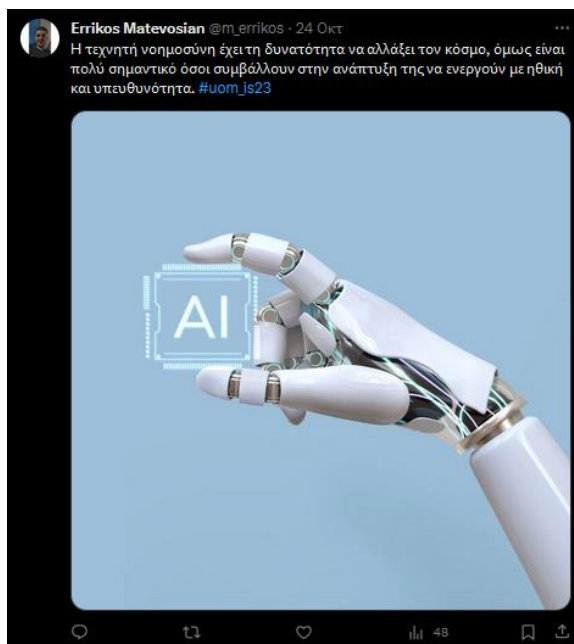 Errikos Matevosian @m_errikos · 24 Οκτ
Η τεχνητή νοημοσύνη έχει τη δυνατότητα να αλλάξει τον κόσμο, όμως είναι
πολύ σημαντικό όσοι συμβάλλουν στην ανάπτυξη της να ενεργούν με ηθική
και υπευθυνότητα. #uom_is23
AI
48